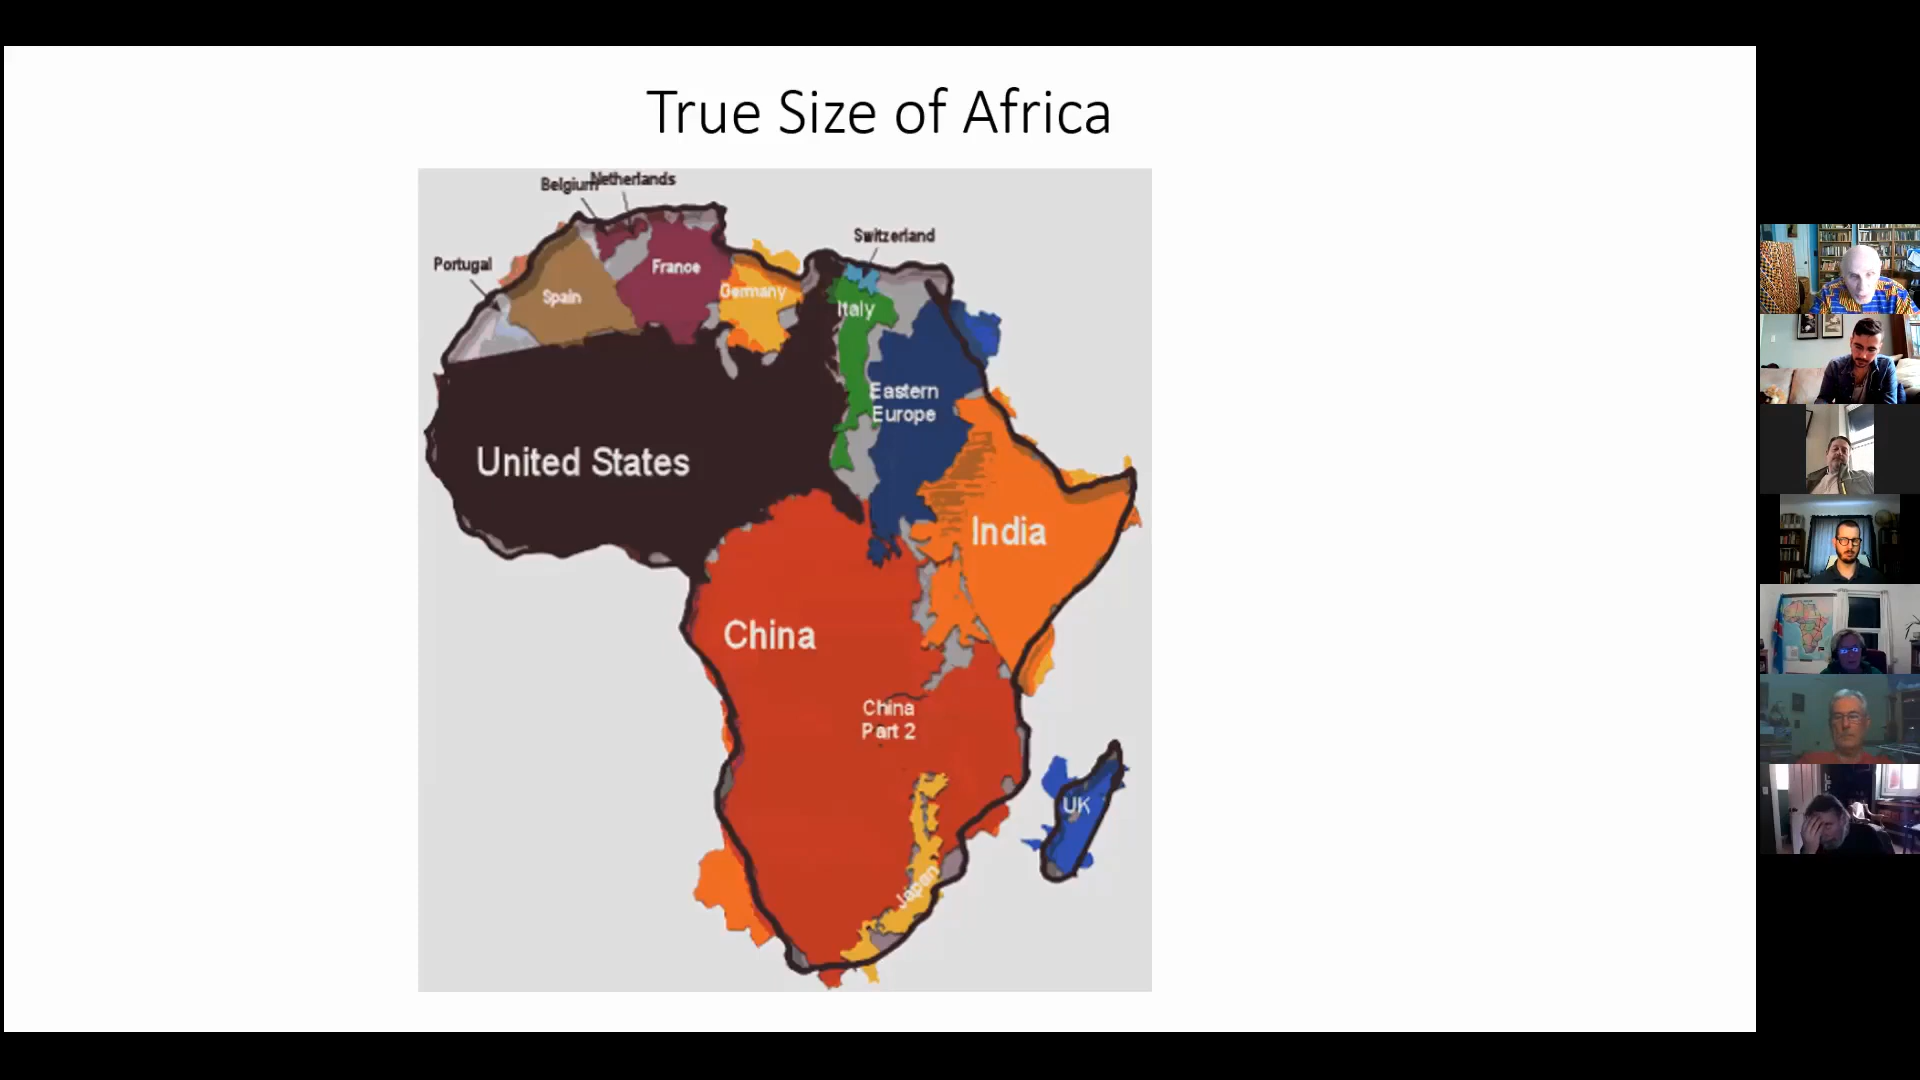 True Size of Africa
Belgium
Netherlands
Switzerland
Portugal
France
Spain
Germany
Italy
Eastern
Europe
United States
India
China
China
Part 2
UK
Japan